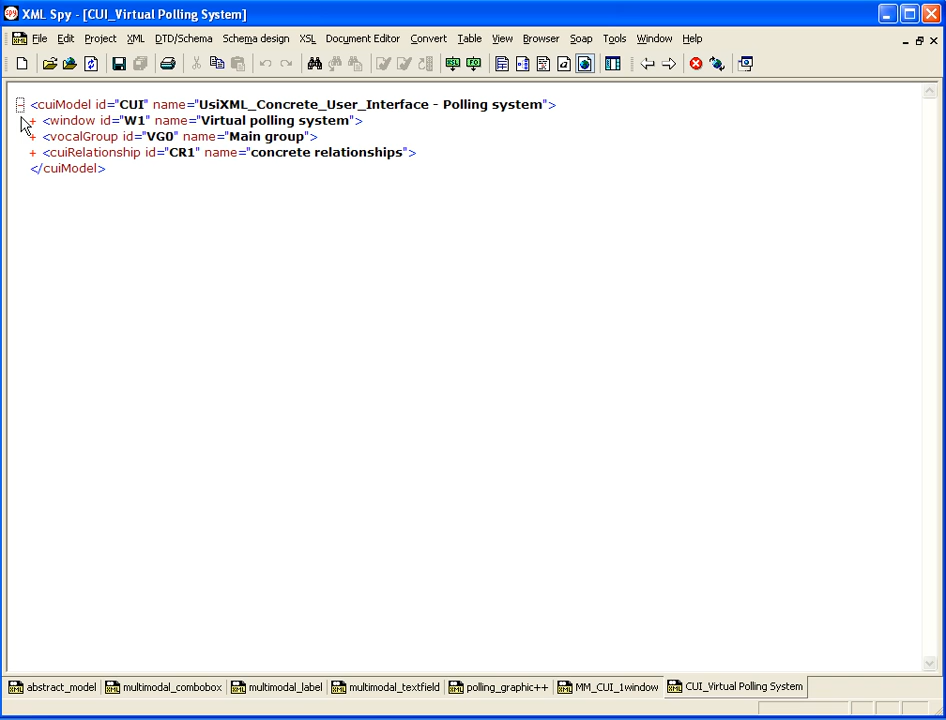 XML Spy - [CUI_Virtual Polling System]
File Edit Project XML DTD/Schema Schema design XSL Document Editor Convert Table View Browser Soap Tools Window Help
- <cuiModel id="CUI" name="UsiXML_Concrete_User_Interface - Polling system">
+ <window id="W1" name="Virtual polling system">
+ <vocalGroup id="VG0" name="Main group">
+ <cuiRelationship id="CR1" name="concrete relationships">
</cuiModel>
abstract_model multimodal_combobox multimodal_label multimodal_textfield polling_graphic++ MM_CUI_1window CUI_Virtual Polling System